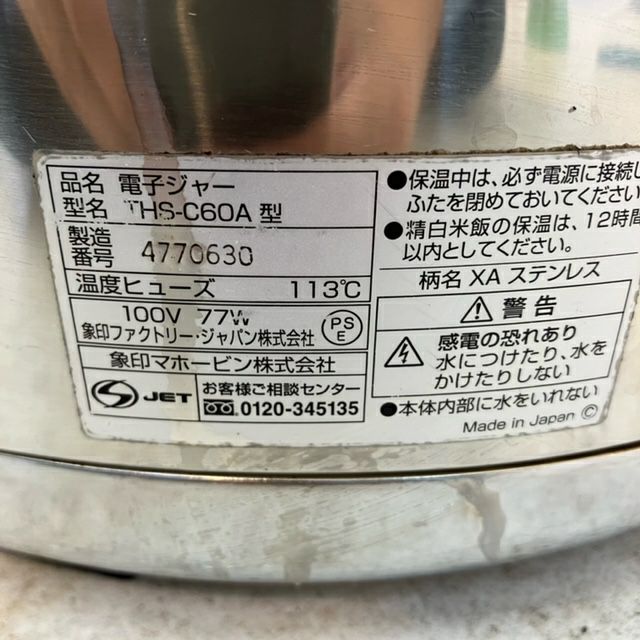 品名 電子ジャー
型名 THS-C60A 型
製造番号 4770630
温度ヒューズ 113℃
100V 77W
象印ファクトリー・ジャパン株式会社
PS
E
象印マホービン株式会社
S JET
お客様ご相談センター
0120-345135
●保温中は、必ず電源に接続し
ふたを閉めておいてください
●精白米飯の保温は、12時間
以内としてください。
柄名 XA ステンレス
⚠ 警告
感電の恐れあり
水につけたり、水を
かけたりしない
●本体内部に水をいれない
Made in Japan Ⓒ